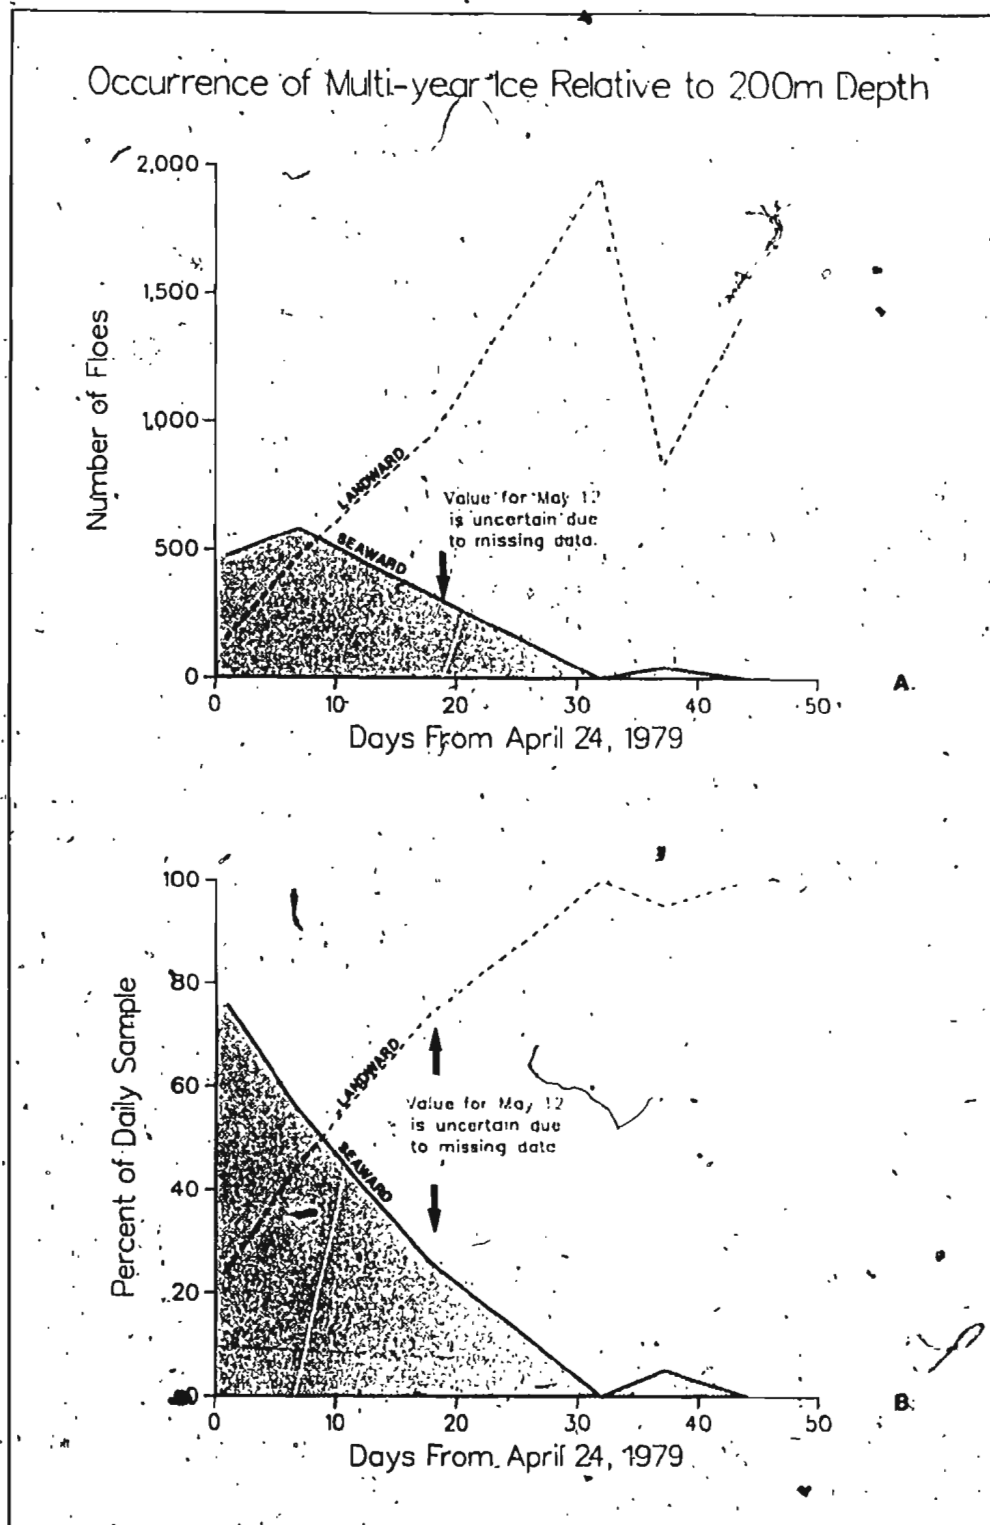 Occurrence of Multi-year Ice Relative to 200m Depth
2,000
1,500
1,000
500
0
Number of Floes
LANDWARD
SEAWARD
Value for May 12
is uncertain due
to missing data.
0 10 20 30 40 50
Days From April 24, 1979
A.
100
80
60
40
20
0
Percent of Daily Sample
LANDWARD
SEAWARD
Value for May 12
is uncertain due
to missing data
0 10 20 30 40 50
Days From April 24, 1979
B.